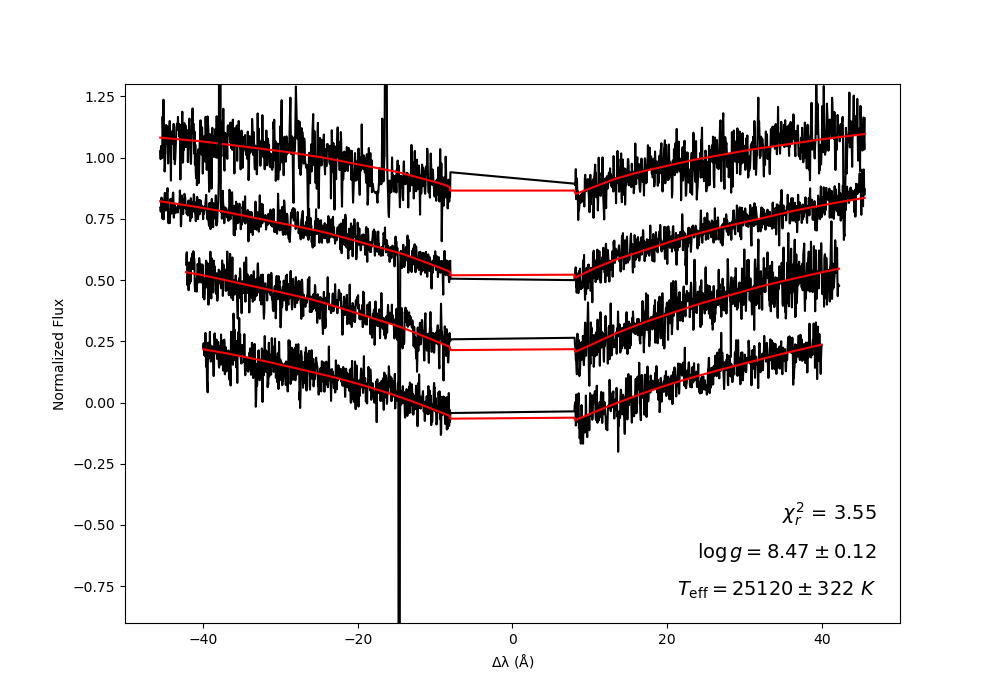 1.25
1.00
0.75
0.50
0.25
0.00
−0.25
−0.50
−0.75
Normalized Flux
χ²ᵣ = 3.55
log g = 8.47 ± 0.12
T_eff = 25120 ± 322 K
−40
−20
0
20
40
Δλ (Å)